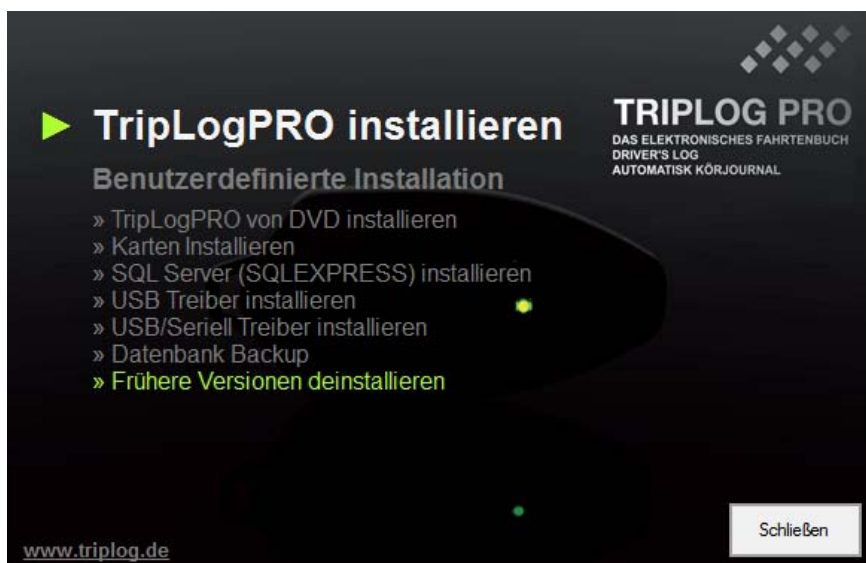 TRIPLOG PRO
DAS ELEKTRONISCHES FAHRTENBUCH
DRIVER'S LOG
AUTOMATISK KÖRJOURNAL
TripLogPRO installieren
Benutzerdefinierte Installation
» TripLogPRO von DVD installieren
» Karten Installieren
» SQL Server (SQLEXPRESS) installieren
» USB Treiber installieren
» USB/Seriell Treiber installieren
» Datenbank Backup
» Frühere Versionen deinstallieren
Schließen
www.triplog.de